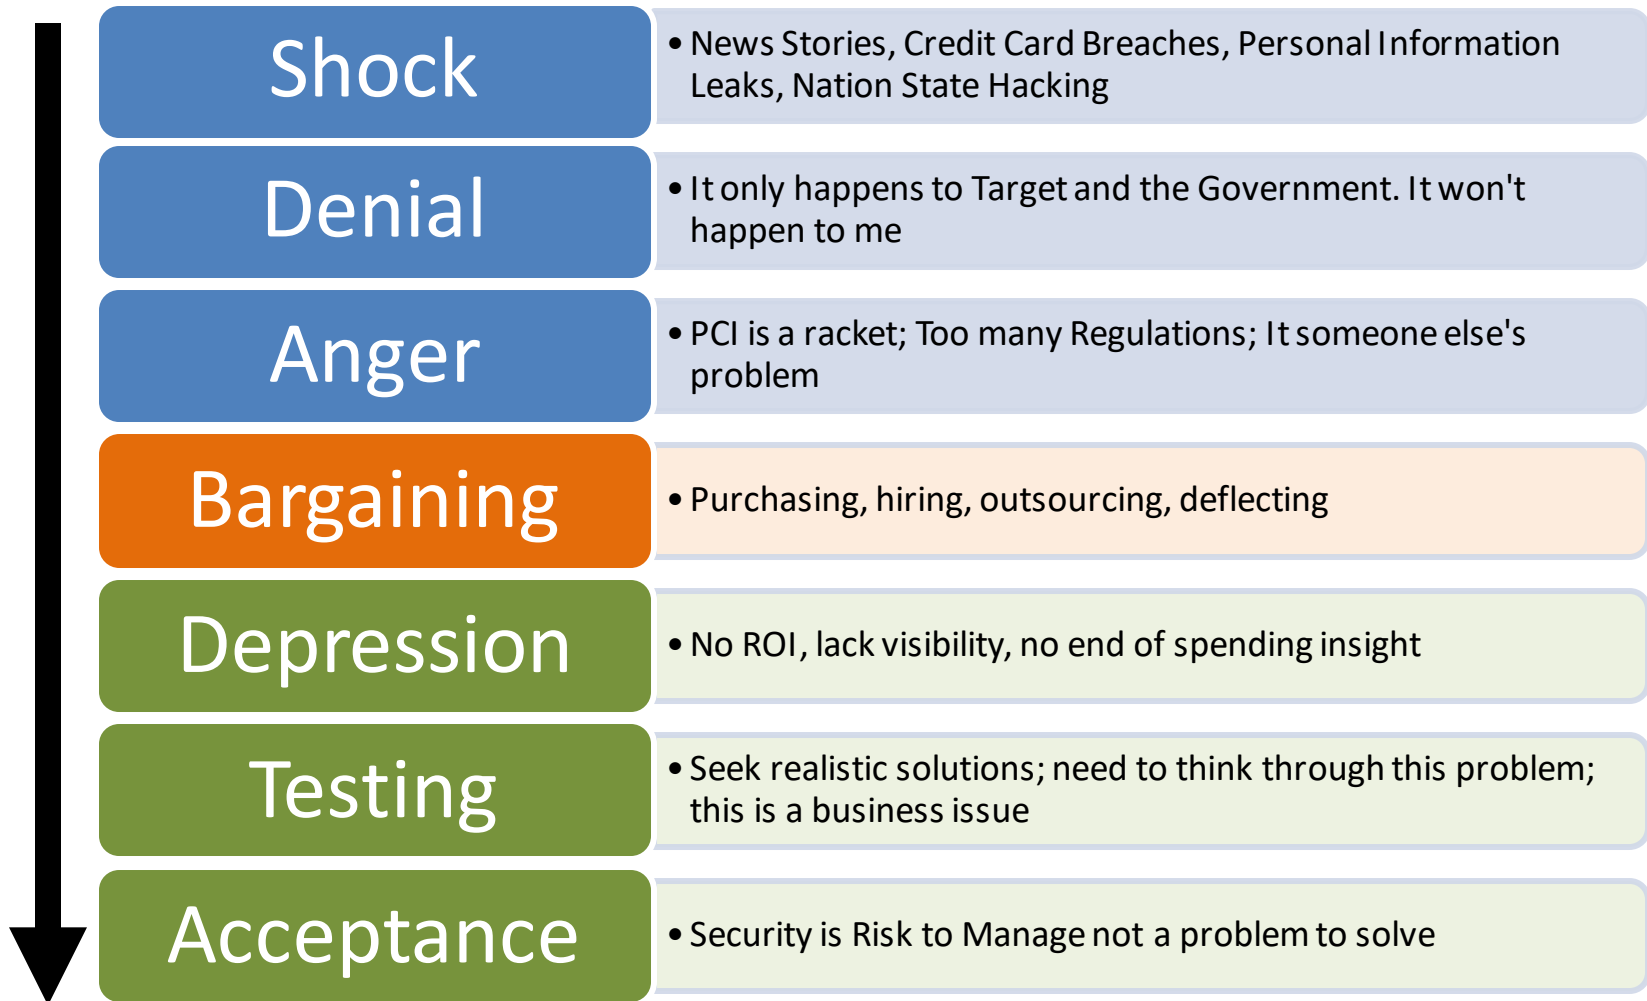 Shock
• News Stories, Credit Card Breaches, Personal Information
Leaks, Nation State Hacking
Denial
• It only happens to Target and the Government. It won't
happen to me
Anger
• PCI is a racket; Too many Regulations; It someone else's
problem
Bargaining
• Purchasing, hiring, outsourcing, deflecting
Depression
• No ROI, lack visibility, no end of spending insight
Testing
• Seek realistic solutions; need to think through this problem;
this is a business issue
Acceptance
• Security is Risk to Manage not a problem to solve